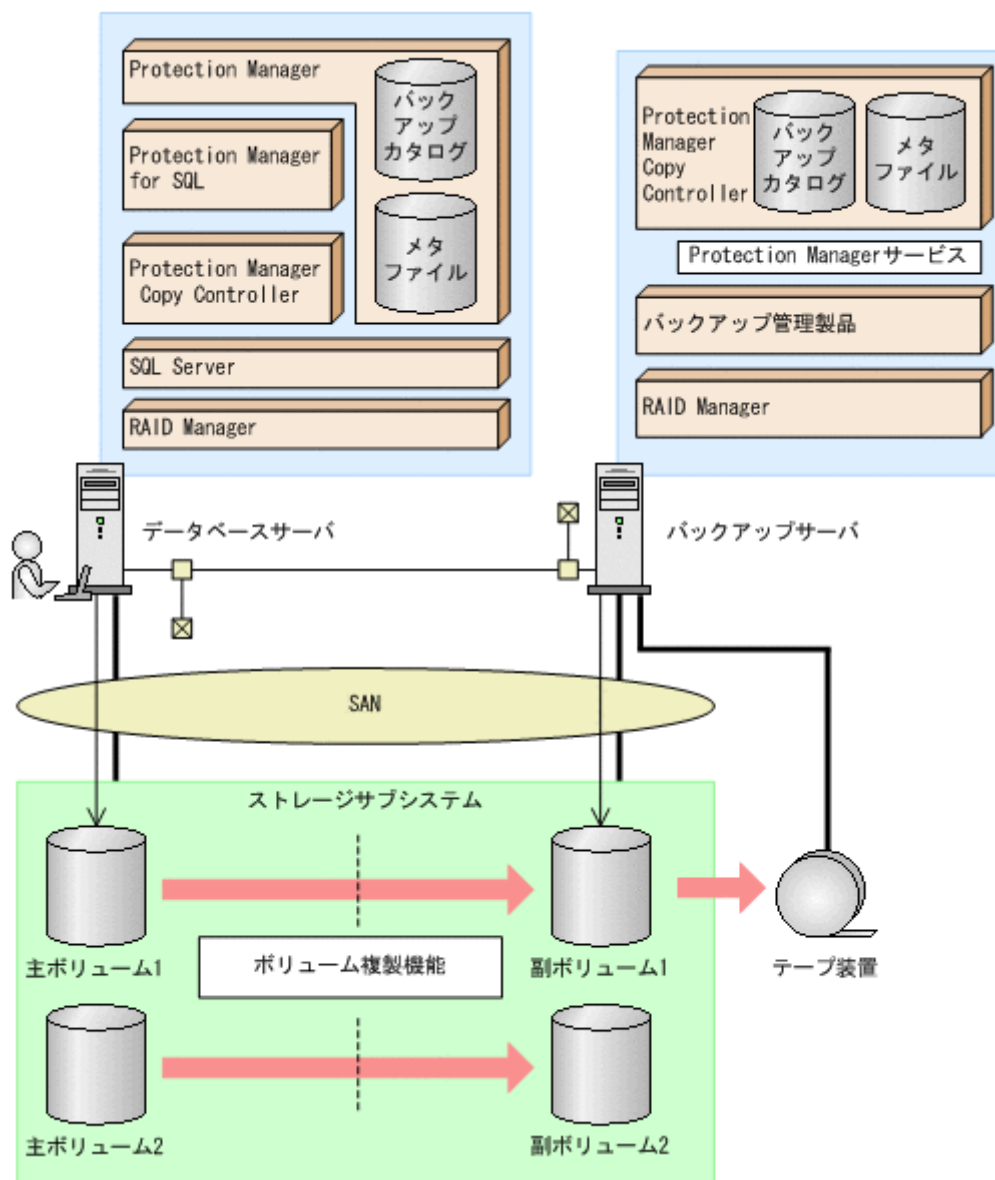 Protection Manager
バック
アップ
カタログ
Protection Manager
for SQL
メタ
ファイル
Protection Manager
Copy Controller
SQL Server
RAID Manager
Protection
Manager
Copy
Controller
バック
アップ
カタログ
メタ
ファイル
Protection Managerサービス
バックアップ管理製品
RAID Manager
データベースサーバ
バックアップサーバ
SAN
ストレージサブシステム
主ボリューム1
ボリューム複製機能
副ボリューム1
テープ装置
主ボリューム2
副ボリューム2